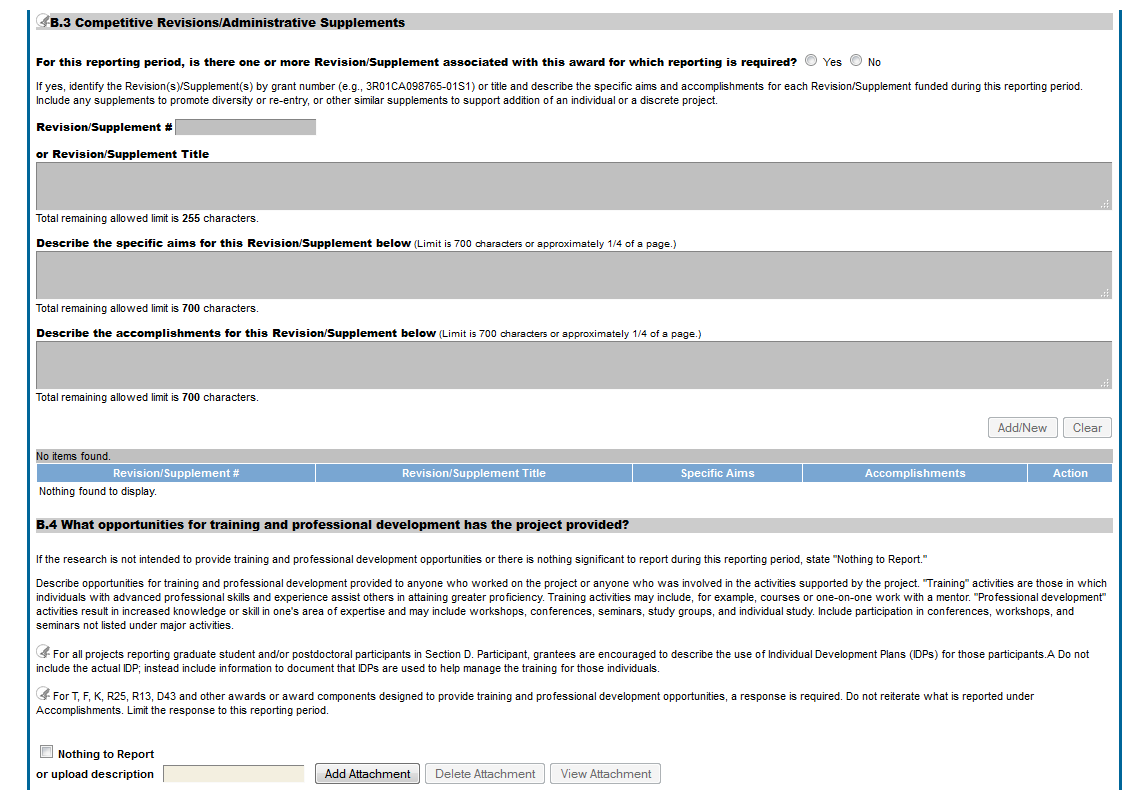 B.3 Competitive Revisions/Administrative Supplements
For this reporting period, is there one or more Revision/Supplement associated with this award for which reporting is required? Yes No
If yes, identify the Revision(s)/Supplement(s) by grant number (e.g., 3R01CA098765-01S1) or title and describe the specific aims and accomplishments for each Revision/Supplement funded during this reporting period.
Include any supplements to promote diversity or re-entry, or other similar supplements to support addition of an individual or a discrete project.
Revision/Supplement #
or Revision/Supplement Title
Total remaining allowed limit is 255 characters.
Describe the specific aims for this Revision/Supplement below (Limit is 700 characters or approximately 1/4 of a page.)
Total remaining allowed limit is 700 characters.
Describe the accomplishments for this Revision/Supplement below (Limit is 700 characters or approximately 1/4 of a page.)
Total remaining allowed limit is 700 characters.
Add/New Clear
No items found.
Revision/Supplement # Revision/Supplement Title Specific Aims Accomplishments Action
Nothing found to display.
B.4 What opportunities for training and professional development has the project provided?
If the research is not intended to provide training and professional development opportunities or there is nothing significant to report during this reporting period, state "Nothing to Report."
Describe opportunities for training and professional development provided to anyone who worked on the project or anyone who was involved in the activities supported by the project. "Training" activities are those in which
individuals with advanced professional skills and experience assist others in attaining greater proficiency. Training activities may include, for example, courses or one-on-one work with a mentor. "Professional development"
activities result in increased knowledge or skill in one's area of expertise and may include workshops, conferences, seminars, study groups, and individual study. Include participation in conferences, workshops, and
seminars not listed under major activities.
For all projects reporting graduate student and/or postdoctoral participants in Section D. Participant, grantees are encouraged to describe the use of Individual Development Plans (IDPs) for those participants.A Do not
include the actual IDP; instead include information to document that IDPs are used to help manage the training for those individuals.
For T, F, K, R25, R13, D43 and other awards or award components designed to provide training and professional development opportunities, a response is required. Do not reiterate what is reported under
Accomplishments. Limit the response to this reporting period.
Nothing to Report
or upload description Add Attachment Delete Attachment View Attachment